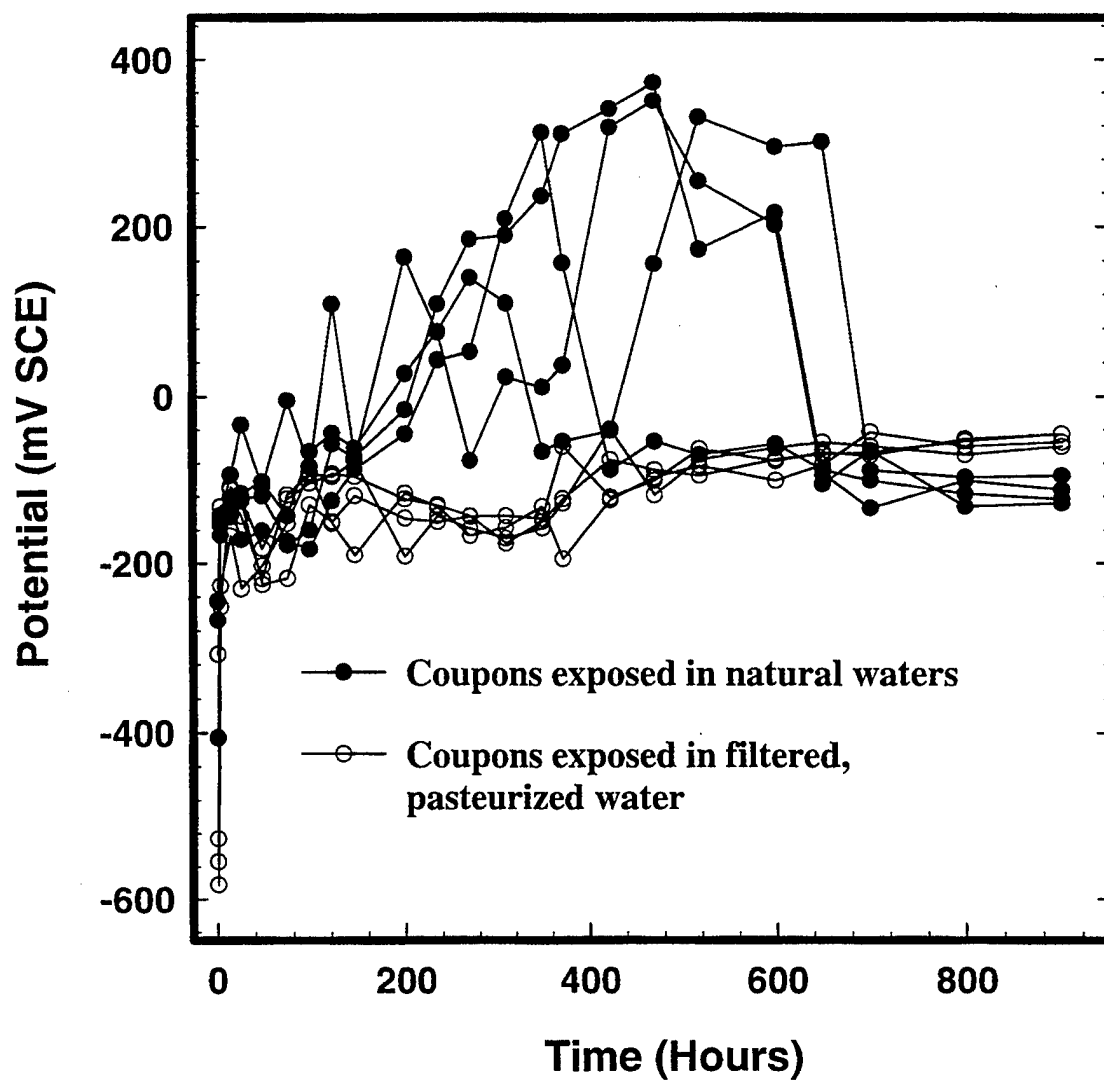 400
200
0
-200
-400
-600
Potential (mV SCE)
Coupons exposed in natural waters
Coupons exposed in filtered,
pasteurized water
0
200
400
600
800
Time (Hours)